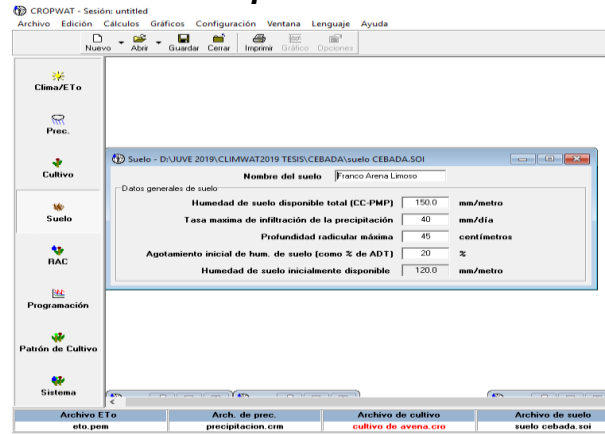 CROPWAT - Sesión: untitled
Archivo Edición Cálculos Gráficos Configuración Ventana Lenguaje Ayuda
Nuevo Abrir Guardar Cerrar Imprimir Gráfico Opciones
Clima/ETo
Prec.
Cultivo
Suelo
RAC
Programación
Patrón de Cultivo
Sistema
Suelo - D:\JUVE 2019\CLIMWAT2019 TESIS\CEBADA\suelo CEBADA.SOI
Nombre del suelo Franco Arena Limoso
Datos generales de suelo
Humedad de suelo disponible total (CC-PMP) 150.0 mm/metro
Tasa maxima de infiltración de la precipitación 40 mm/día
Profundidad radicular máxima 45 centímetros
Agotamiento inicial de hum. de suelo (como % de ADT) 20 %
Humedad de suelo inicialmente disponible 120.0 mm/metro
Archivo ETo Arch. de prec. Archivo de cultivo Archivo de suelo
eto.pem precipitacion.crm cultivo de avena.cro suelo cebada.soi